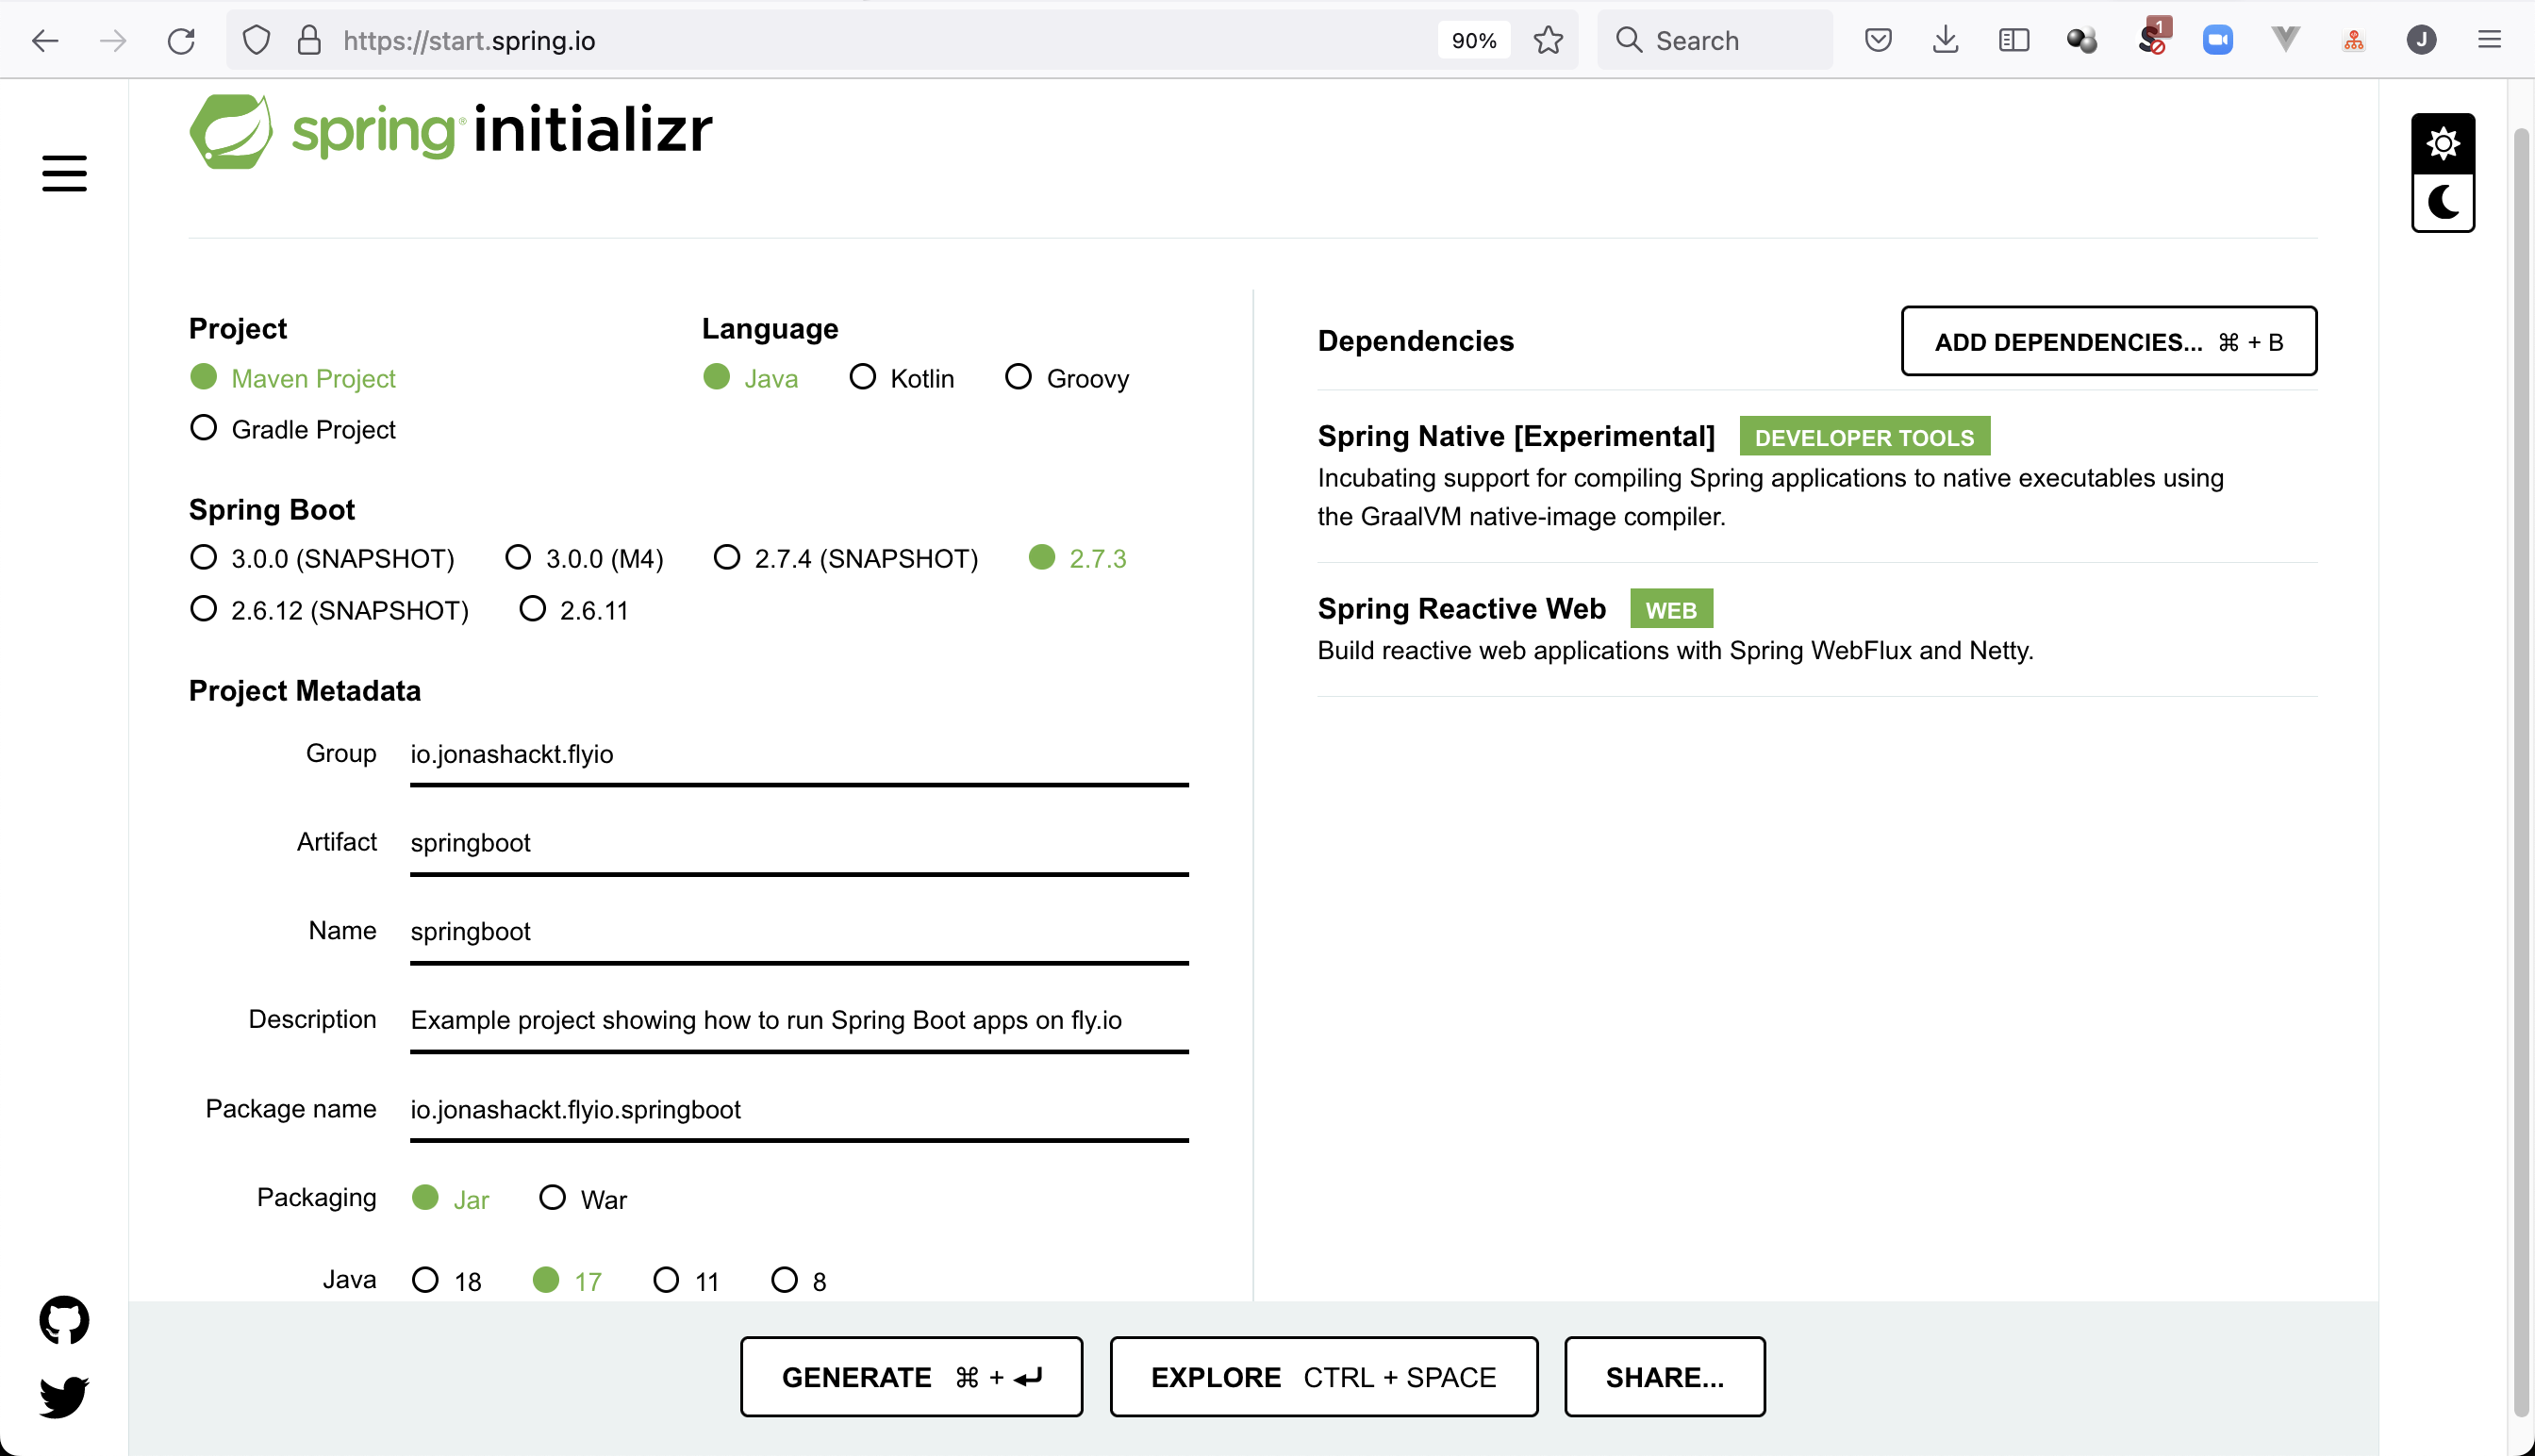 https://start.spring.io
90%
Search
1
J
spring® initializr
Project
Maven Project
Gradle Project
Language
Java
Kotlin
Groovy
Spring Boot
3.0.0 (SNAPSHOT)
3.0.0 (M4)
2.7.4 (SNAPSHOT)
2.7.3
2.6.12 (SNAPSHOT)
2.6.11
Project Metadata
Group
io.jonashackt.flyio
Artifact
springboot
Name
springboot
Description
Example project showing how to run Spring Boot apps on fly.io
Package name
io.jonashackt.flyio.springboot
Packaging
Jar
War
Java
18
17
11
8
Dependencies
ADD DEPENDENCIES... ⌘ + B
Spring Native [Experimental]
DEVELOPER TOOLS
Incubating support for compiling Spring applications to native executables using
the GraalVM native-image compiler.
Spring Reactive Web
WEB
Build reactive web applications with Spring WebFlux and Netty.
GENERATE ⌘ + ⏎
EXPLORE CTRL + SPACE
SHARE...